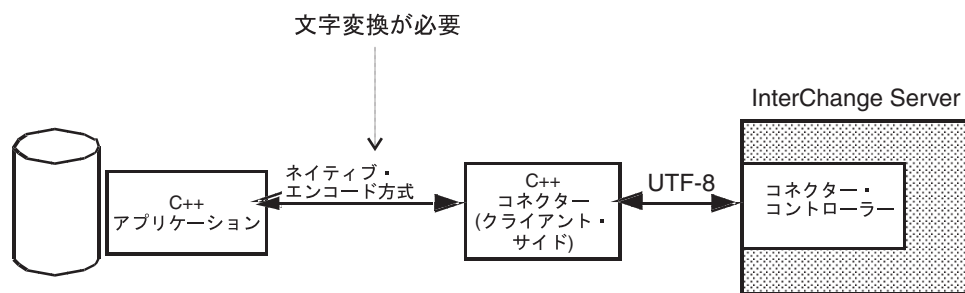 文字変換が必要
InterChange Server
ネイティブ・
エンコード方式
C++
アプリケーション
C++
コネクター
(クライアント・
サイド)
UTF-8
コネクター・
コントローラー